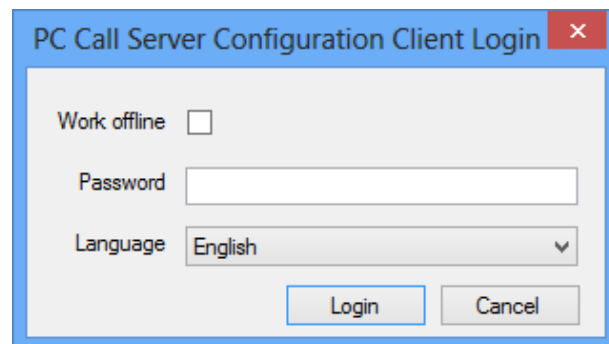 PC Call Server Configuration Client Login
Work offline
Password
Language English
Login Cancel